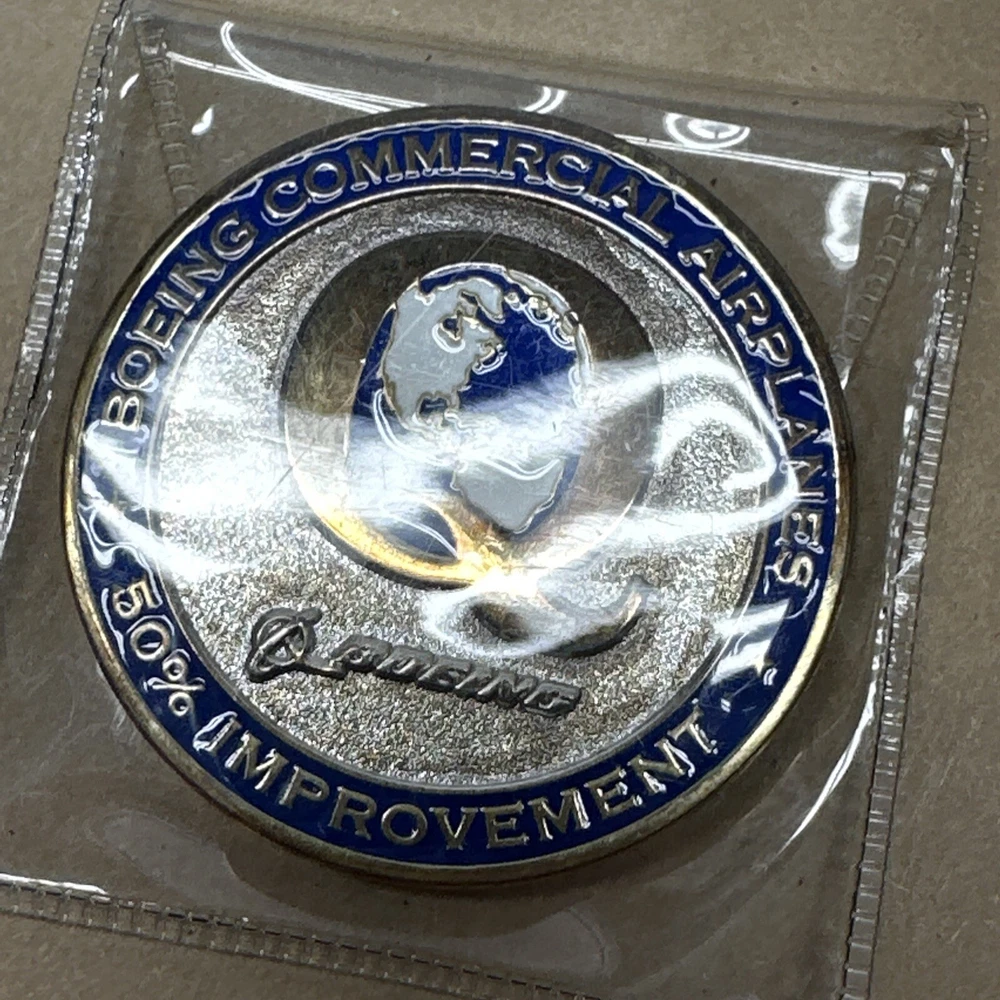 BOEING COMMERCIAL AIRPLANES
BOEING
50% IMPROVEMENT